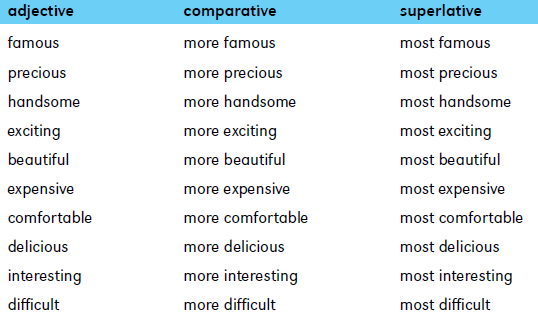 adjective comparative superlative
famous more famous most famous
precious more precious most precious
handsome more handsome most handsome
exciting more exciting most exciting
beautiful more beautiful most beautiful
expensive more expensive most expensive
comfortable more comfortable most comfortable
delicious more delicious most delicious
interesting more interesting most interesting
difficult more difficult most difficult